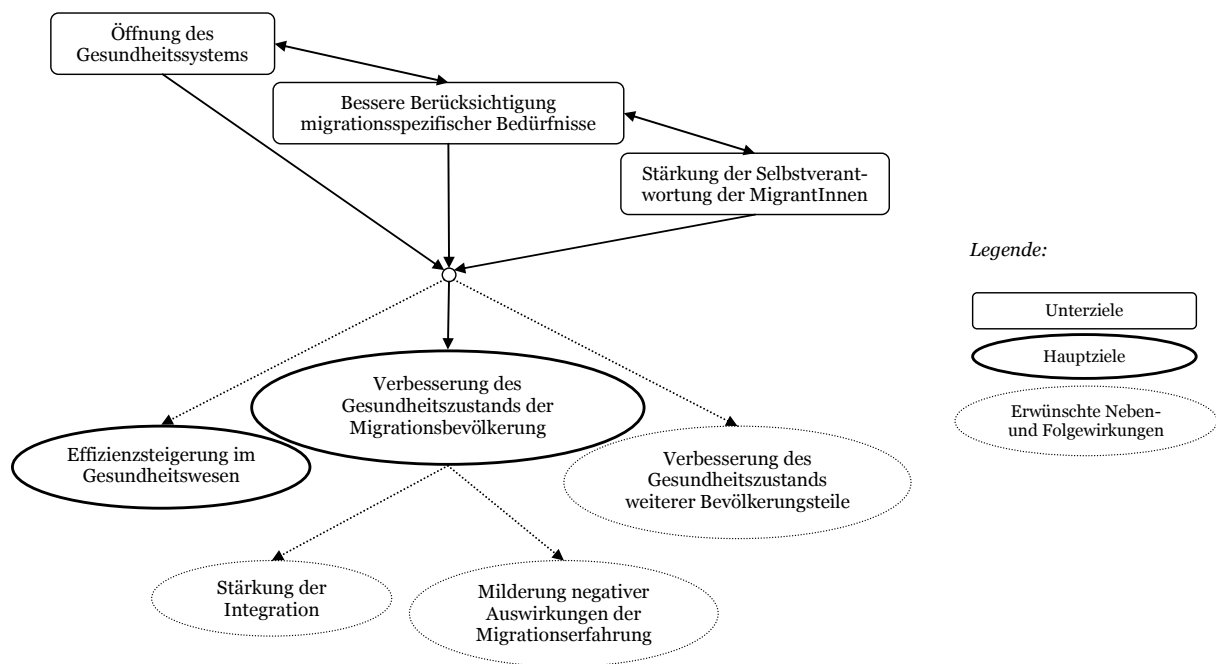 Öffnung des
Gesundheitssystems
Bessere Berücksichtigung
migrationsspezifischer Bedürfnisse
Stärkung der Selbstverant-
wortung der MigrantInnen
Legende:
Unterziele
Hauptziele
Erwünschte Neben-
und Folgewirkungen
Verbesserung des
Gesundheitszustands der
Migrationsbevölkerung
Effizienzsteigerung im
Gesundheitswesen
Verbesserung des
Gesundheitszustands
weiterer Bevölkerungsteile
Stärkung der
Integration
Milderung negativer
Auswirkungen der
Migrationserfahrung